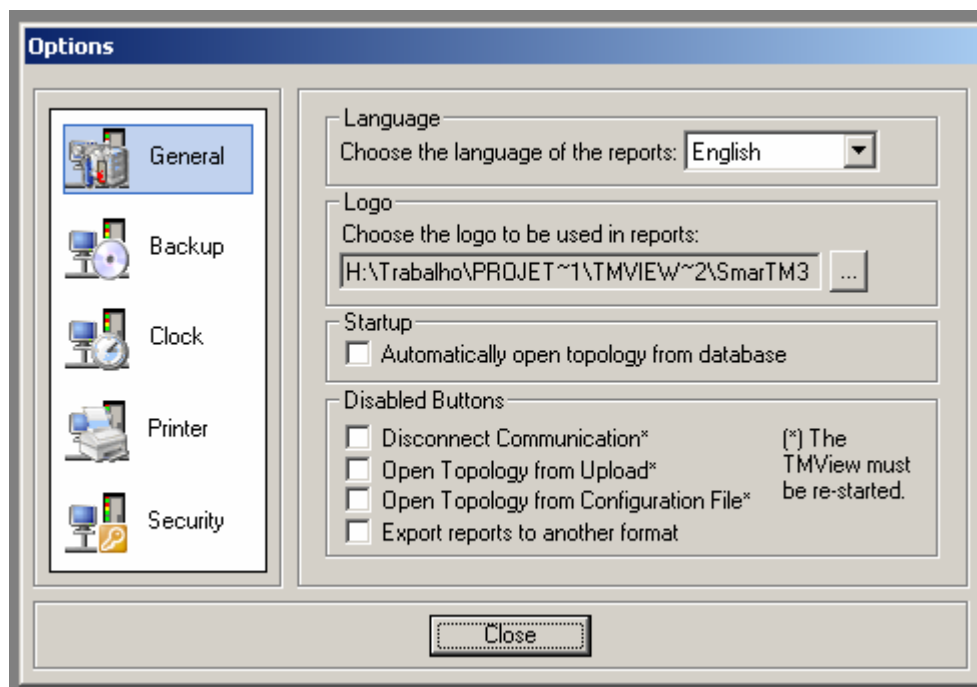 Options
General
Backup
Clock
Printer
Security
Language
Choose the language of the reports: English
Logo
Choose the logo to be used in reports:
H:\Trabalho\PROJET~1\TMVIEW~2\SmarTM3 ...
Startup
Automatically open topology from database
Disabled Buttons
Disconnect Communication*
Open Topology from Upload*
Open Topology from Configuration File*
Export reports to another format
(*) The
TMView must
be re-started.
Close